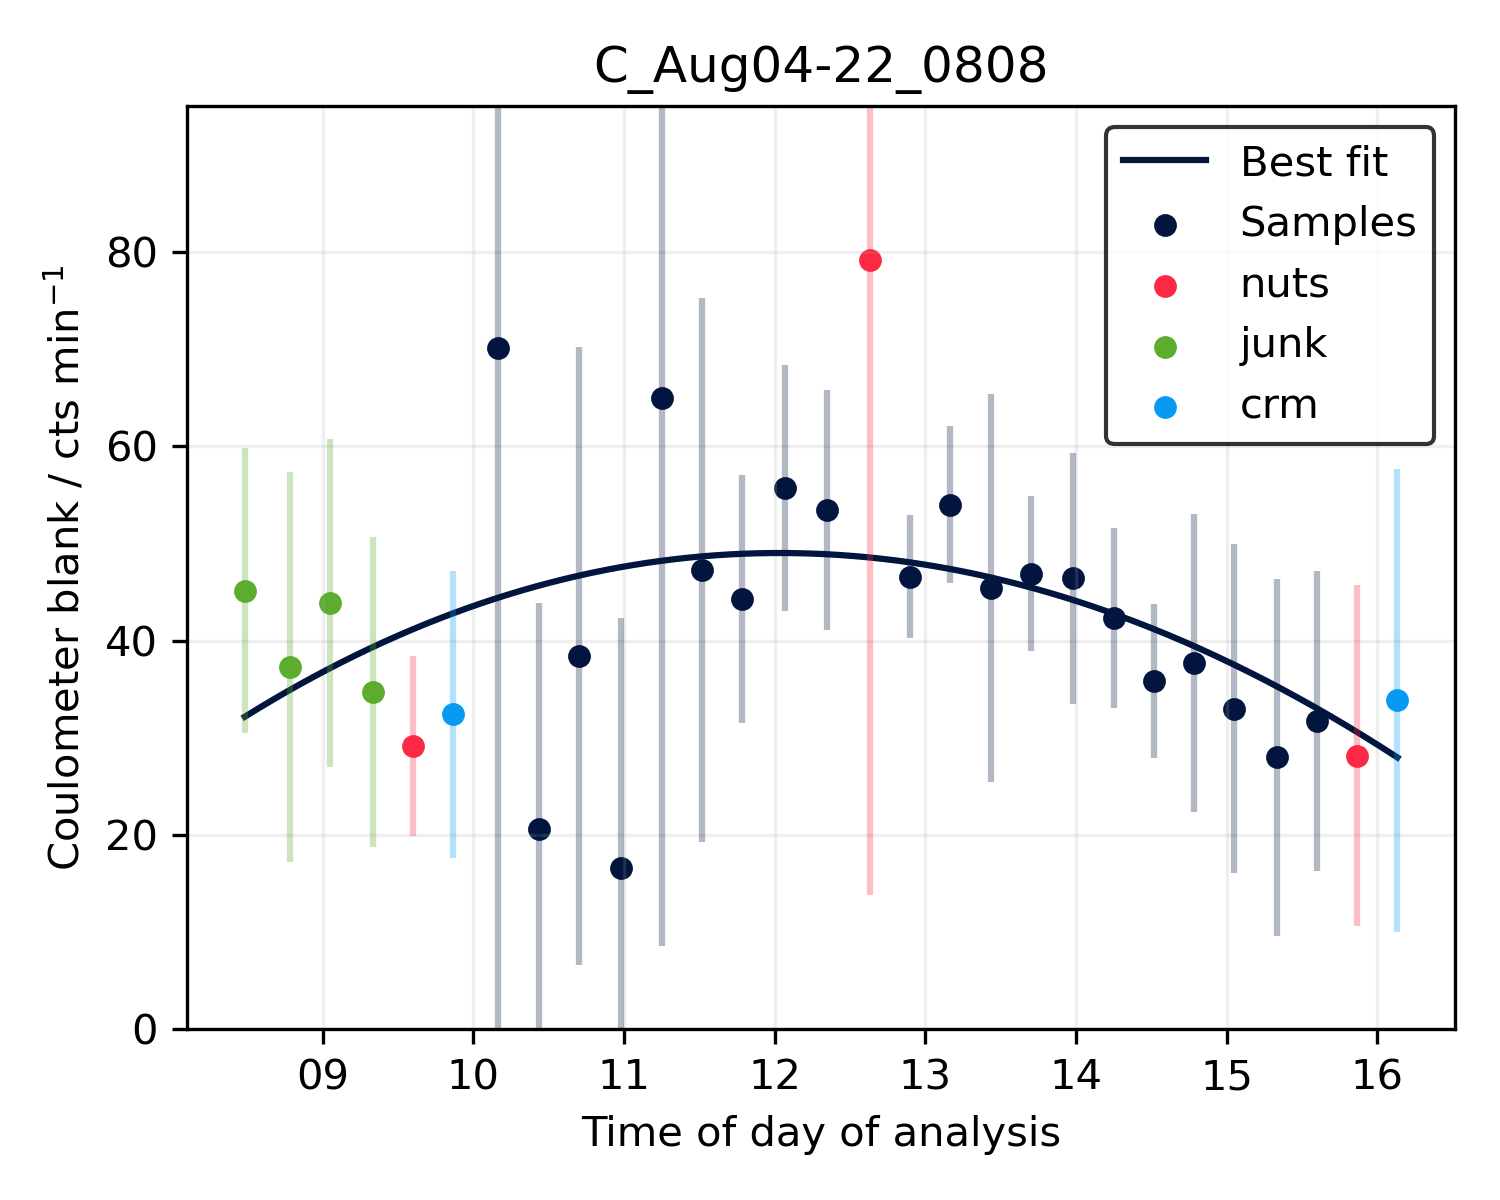 C_Aug04-22_0808
Coulometer blank / cts min⁻¹
80
60
40
20
0
09 10 11 12 13 14 15 16
Time of day of analysis
Best fit
Samples
nuts
junk
crm